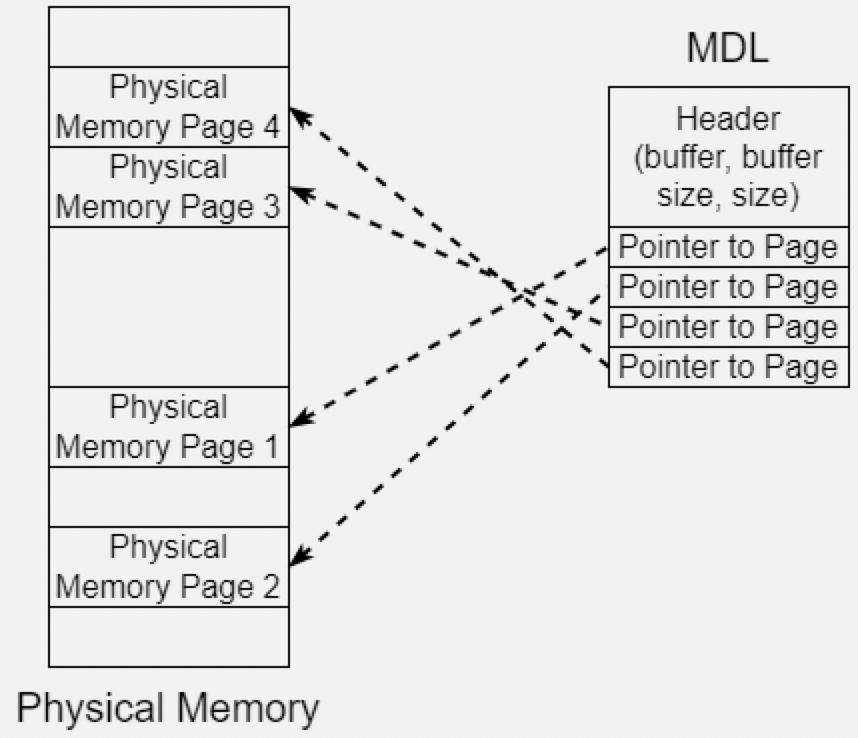 Physical
Memory Page 4
Physical
Memory Page 3
Physical
Memory Page 1
Physical
Memory Page 2
Physical Memory
MDL
Header
(buffer, buffer
size, size)
Pointer to Page
Pointer to Page
Pointer to Page
Pointer to Page